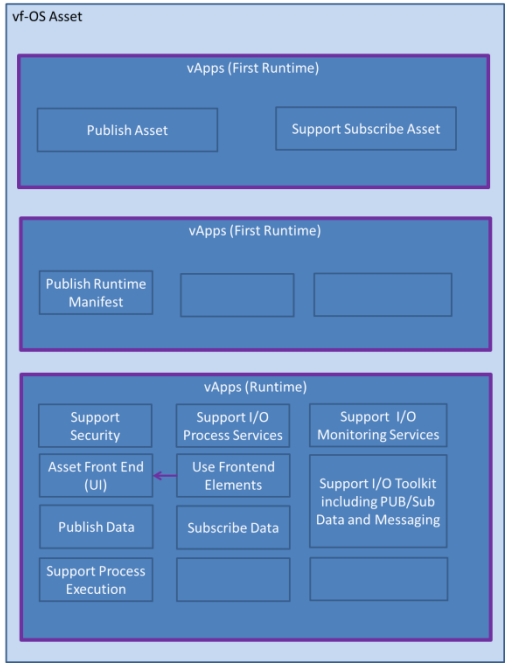 vf-OS Asset
vApps (First Runtime)
Publish Asset
Support Subscribe Asset
vApps (First Runtime)
Publish Runtime
Manifest
vApps (Runtime)
Support
Security
Support I/O
Process Services
Support I/O
Monitoring Services
Asset Front End
(UI)
Use Frontend
Elements
Support I/O Toolkit
including PUB/Sub
Data and Messaging
Publish Data
Subscribe Data
Support Process
Execution